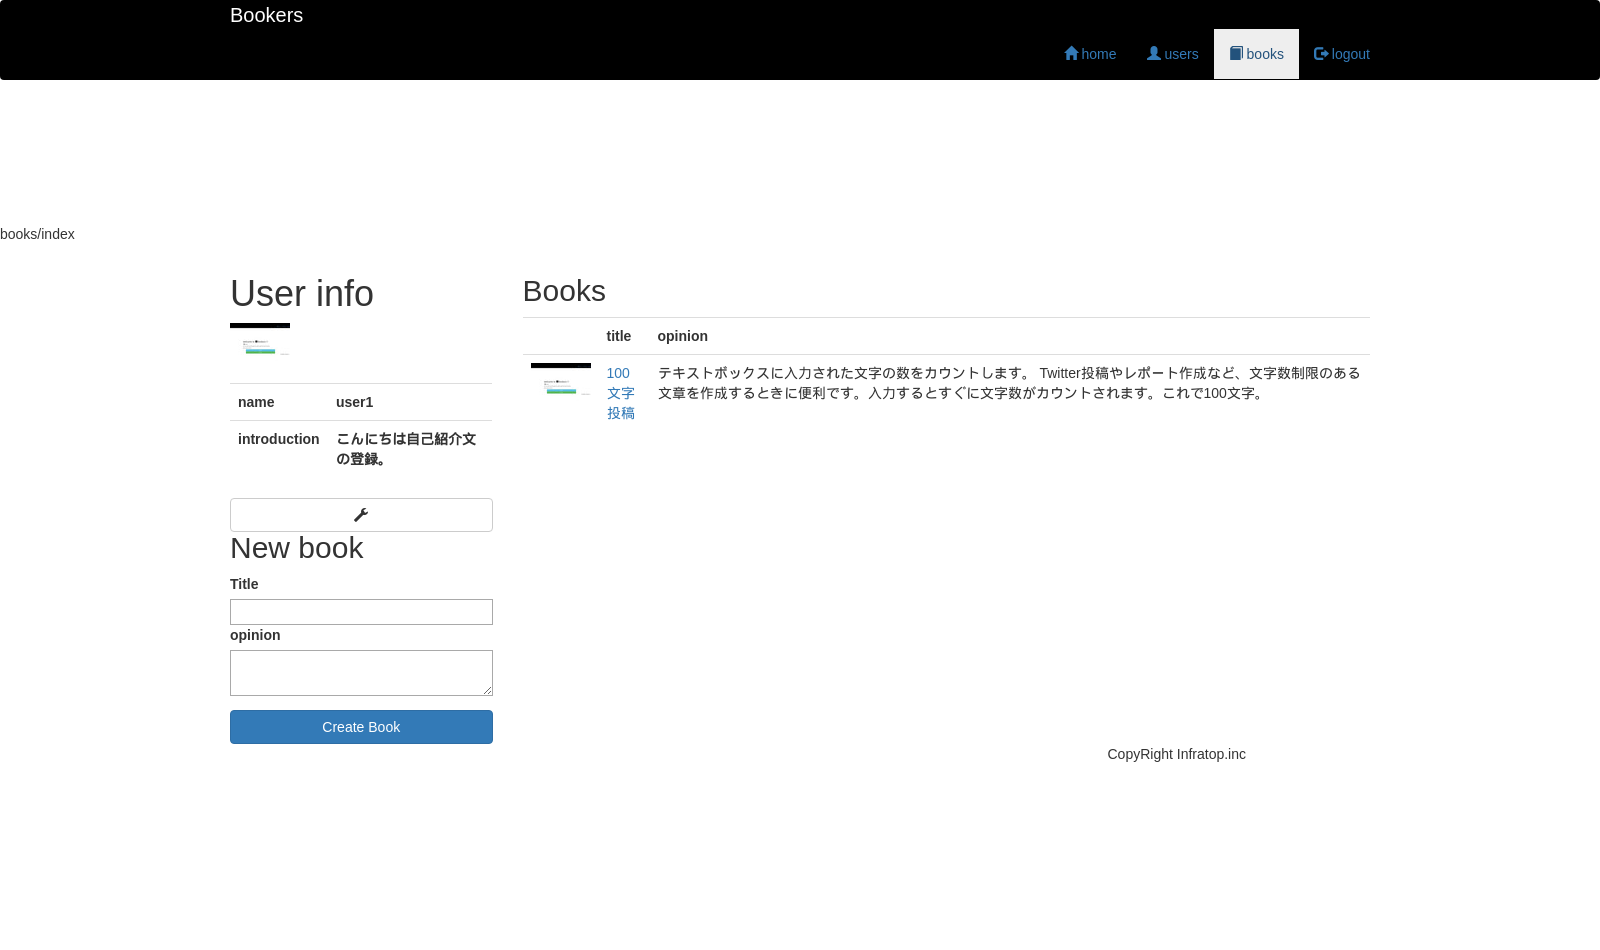 Bookers
home users books logout
books/index
User info
name user1
introduction こんにちは自己紹介文
の登録。
New book
Title
opinion
Create Book
Books
title opinion
100
文字
投稿
テキストボックスに入力された文字の数をカウントします。 Twitter投稿やレポート作成など、文字数制限のある
文章を作成するときに便利です。入力するとすぐに文字数がカウントされます。これで100文字。
CopyRight Infratop.inc